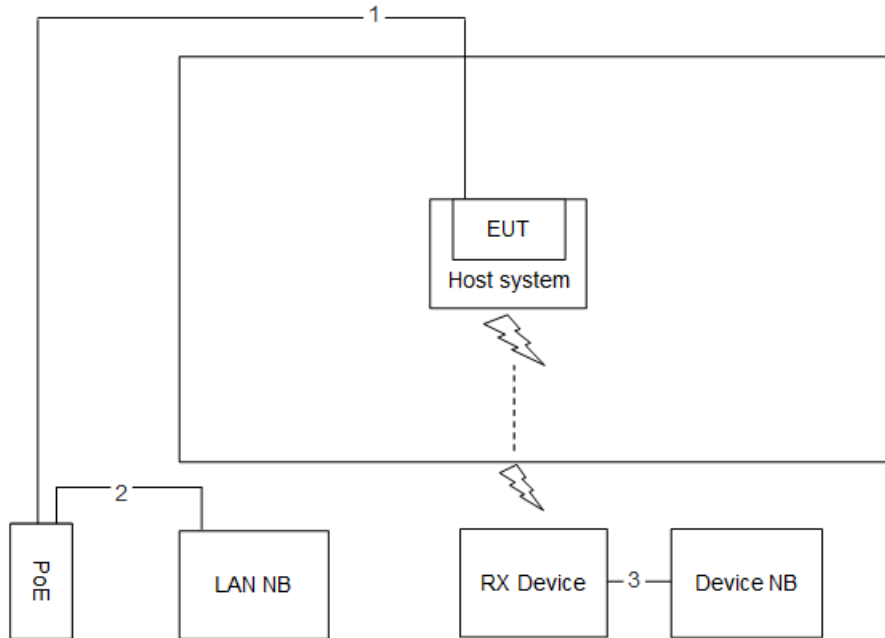 1
EUT
Host system
2
PoE
LAN NB
RX Device
3
Device NB